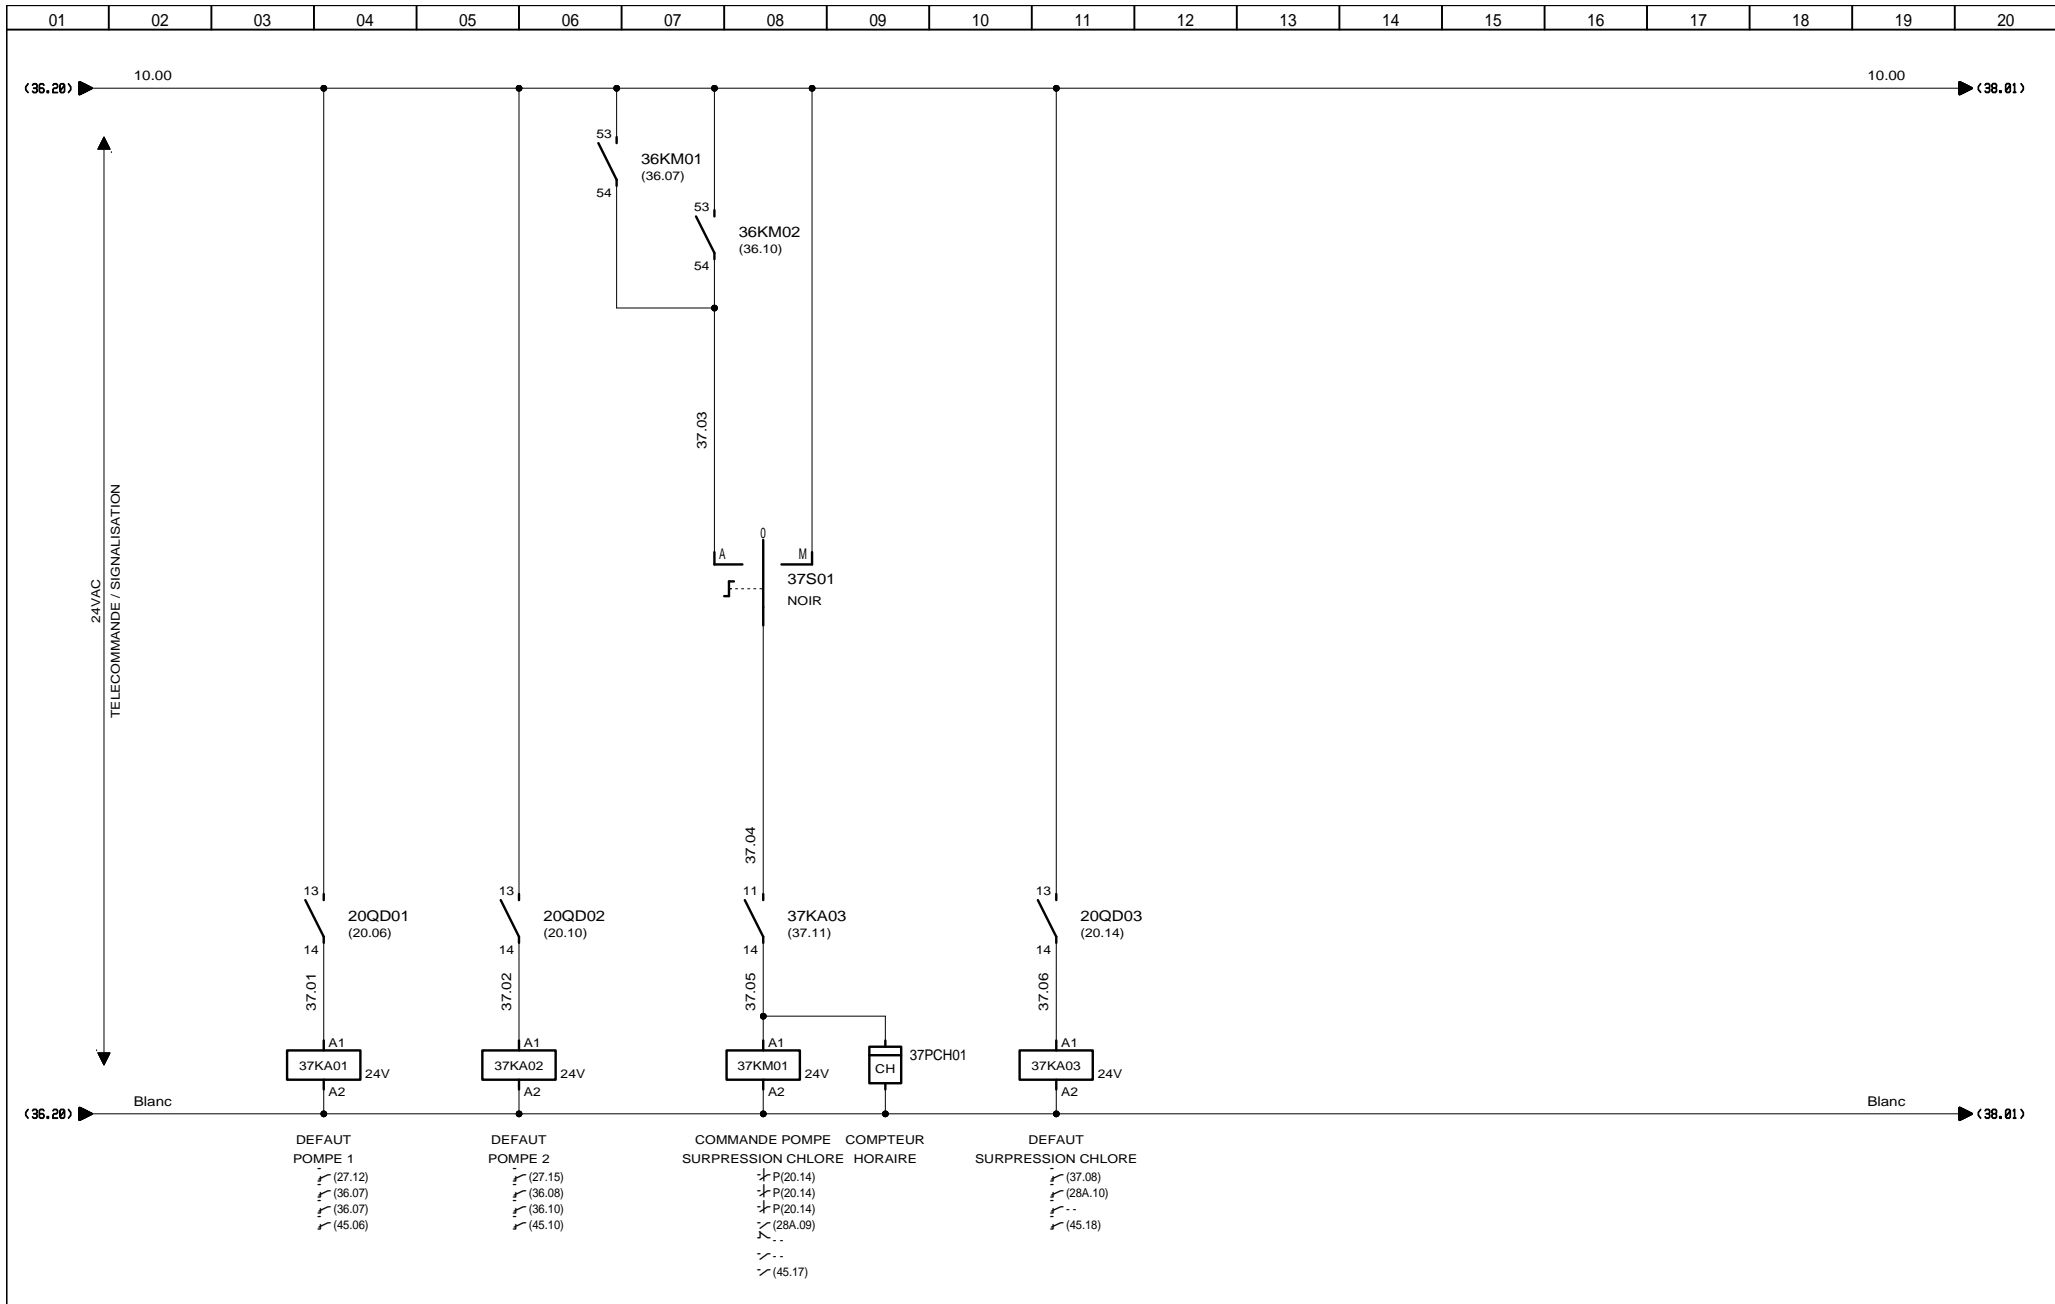 01 02 03 04 05 06 07 08 09 10 11 12 13 14 15 16 17 18 19 20
10.00 10.00
(36.20) (38.01)
53
36KM01
(36.07)
54
53
36KM02
(36.10)
54
37.03
24VAC
TELECOMMANDE / SIGNALISATION
0
A M
37S01
NOIR
37.04
13 13 11 13
20QD01 20QD02 37KA03 20QD03
(20.06) (20.10) (37.11) (20.14)
14 14 14 14
37.01 37.02 37.05 37.06
A1 A1 A1 A1
37PCH01
37KA01 24V 37KA02 24V 37KM01 24V CH 37KA03 24V
A2 A2 A2 A2
Blanc Blanc
(36.20) (38.01)
DEFAUT DEFAUT COMMANDE POMPE COMPTEUR DEFAUT
POMPE 1 POMPE 2 SURPRESSION CHLORE HORAIRE SURPRESSION CHLORE
(27.12) (27.15) P(20.14) (37.08)
(36.07) (36.08) P(20.14) (28A.10)
(36.07) (36.10) P(20.14) - -
(45.06) (45.10) (28A.09) (45.18)
- -
- -
(45.17)